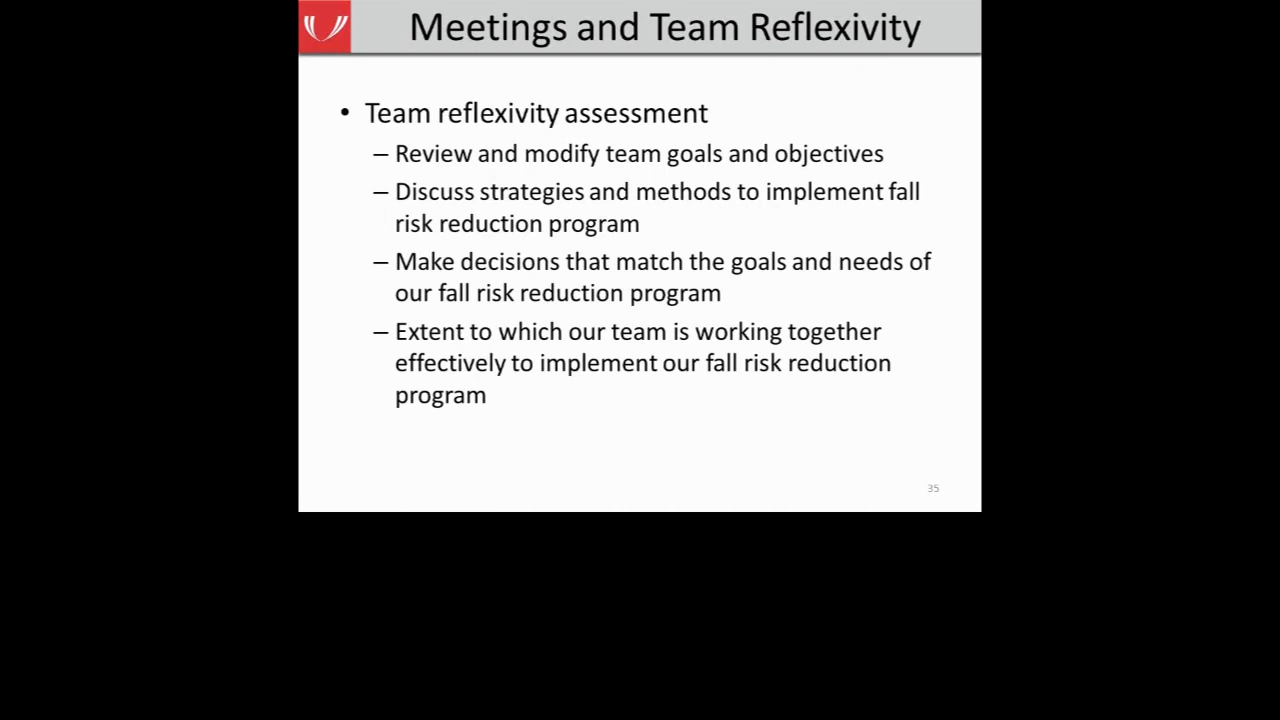 Meetings and Team Reflexivity
• Team reflexivity assessment
– Review and modify team goals and objectives
– Discuss strategies and methods to implement fall
risk reduction program
– Make decisions that match the goals and needs of
our fall risk reduction program
– Extent to which our team is working together
effectively to implement our fall risk reduction
program
35